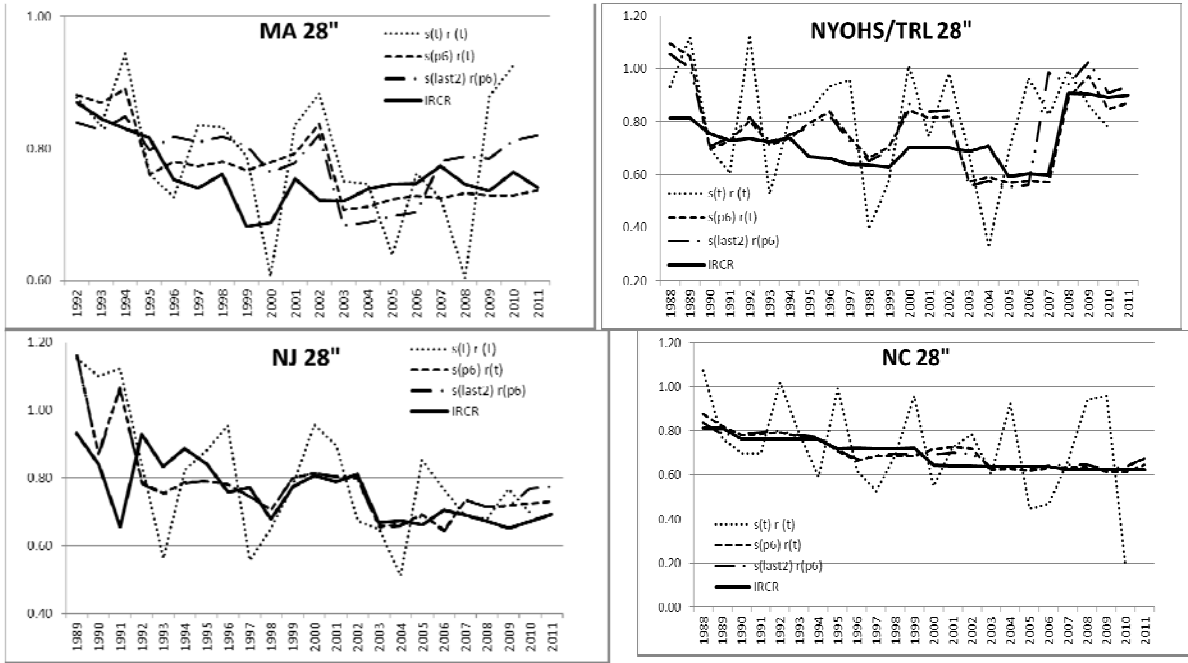 MA 28"
1.00
0.80
0.60
s(t) r (t)
s(p6) r(t)
s(last2) r(p6)
IRCR
1992 1993 1994 1995 1996 1997 1998 1999 2000 2001 2002 2003 2004 2005 2006 2007 2008 2009 2010 2011
NYOHS/TRL 28"
1.20
1.00
0.80
0.60
0.40
0.20
s(t) r (t)
s(p6) r(t)
s(last2) r(p6)
IRCR
1988 1989 1990 1991 1992 1993 1994 1995 1996 1997 1998 1999 2000 2001 2002 2003 2004 2005 2006 2007 2008 2009 2010 2011
NJ 28"
1.20
1.00
0.80
0.60
0.40
s(t) r (t)
s(p6) r(t)
s(last2) r(p6)
IRCR
1989 1990 1991 1992 1993 1994 1995 1996 1997 1998 1999 2000 2001 2002 2003 2004 2005 2006 2007 2008 2009 2010 2011
NC 28"
1.20
1.00
0.80
0.60
0.40
0.20
0.00
s(t) r (t)
s(p6) r(t)
s(last2) r(p6)
IRCR
1988 1989 1990 1991 1992 1993 1994 1995 1996 1997 1998 1999 2000 2001 2002 2003 2004 2005 2006 2007 2008 2009 2010 2011